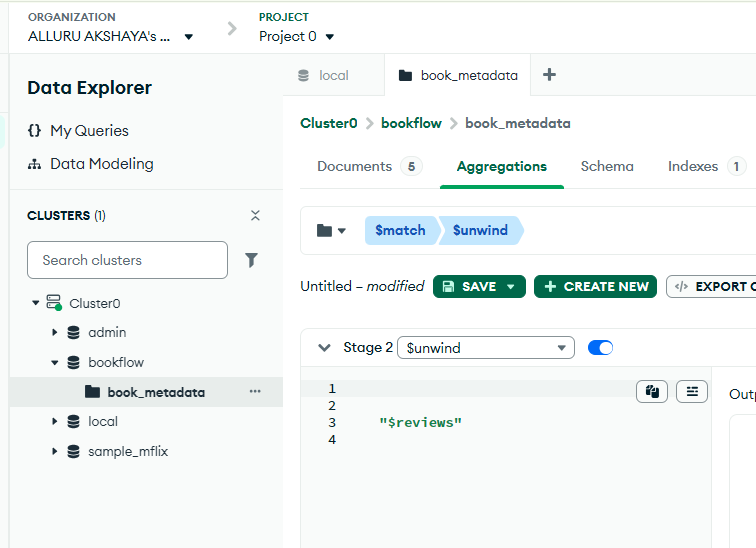 ORGANIZATION
ALLURU AKSHAYA's ...
PROJECT
Project 0
Data Explorer
{} My Queries
Data Modeling
CLUSTERS (1)
Search clusters
Cluster0
admin
bookflow
book_metadata
local
sample_mflix
local
book_metadata
Cluster0 > bookflow > book_metadata
Documents 5 Aggregations Schema Indexes 1
$match $unwind
Untitled – modified SAVE + CREATE NEW </> EXPORT
Stage 2 $unwind
1
2
3 "$reviews"
4